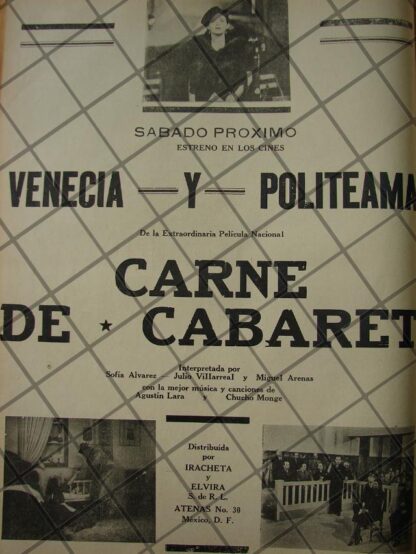 SABADO PROXIMO
ESTRENO EN LOS CINES
VENECIA — Y — POLITEAMA
De la Extraordinaria Película Nacional
CARNE
DE ★ CABARET
Interpretada por
Sofía Alvarez — Julio Villarreal y Miguel Arenas
con la mejor música y canciones de
Agustín Lara y Chucho Monge
Distribuida
por
IRACHETA
y
ELVIRA
S. de R. L.
ATENAS No. 30
México, D. F.